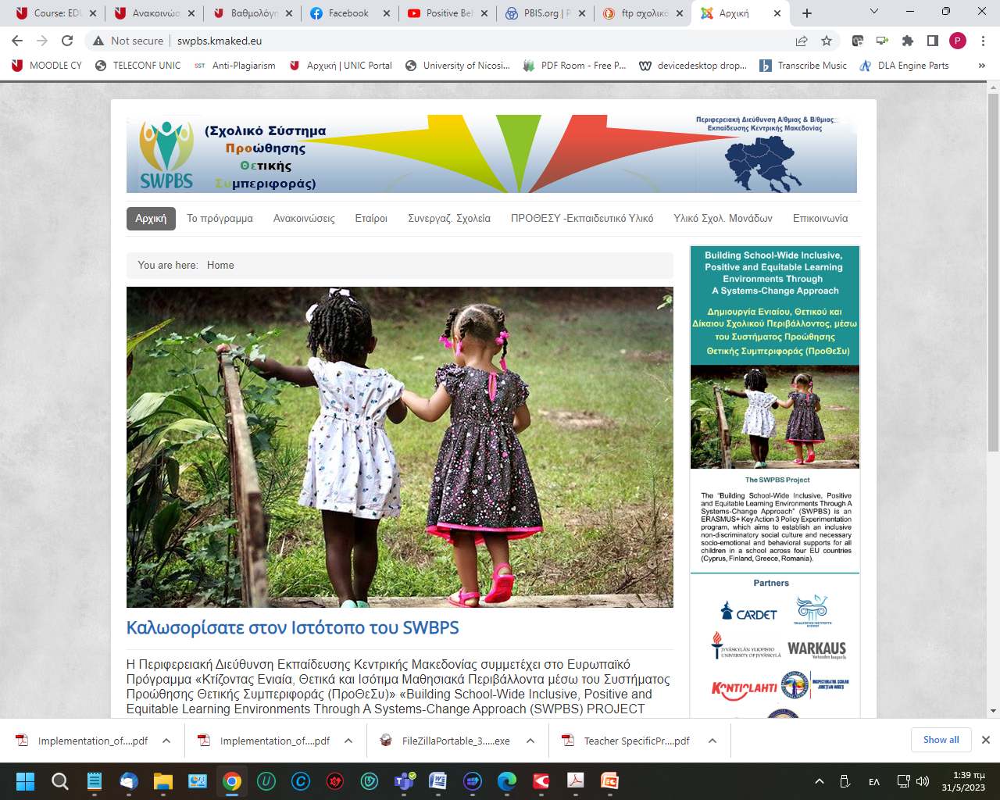 Course: EDU
Ανακοινώσ
Βαθμολόγη
Facebook
Positive Beh
PBIS.org | P
ftp σχολικό
Αρχική
Not secure
swpbs.kmaked.eu
P
MOODLE CY
TELECONF UNIC
SST
Anti-Plagiarism
Αρχική | UNIC Portal
University of Nicosi...
PDF Room - Free P...
devicedesktop drop...
Transcribe Music
DLA Engine Parts
»
SWPBS
(Σχολικό Σύστημα
Προώθησης
Θετικής
Συμπεριφοράς)
Περιφερειακή Διεύθυνση Α/θμιας & Β/θμιας
Εκπαίδευσης Κεντρικής Μακεδονίας
Αρχική
Το πρόγραμμα
Ανακοινώσεις
Εταίροι
Συνεργαζ. Σχολεία
ΠΡΟΘΕΣΥ -Εκπαιδευτικό Υλικό
Υλικό Σχολ. Μονάδων
Επικοινωνία
You are here: Home
Καλωσορίσατε στον Ιστότοπο του SWBPS
Η Περιφερειακή Διεύθυνση Εκπαίδευσης Κεντρικής Μακεδονίας συμμετέχει στο Ευρωπαϊκό
Πρόγραμμα «Κτίζοντας Ενιαία, Θετικά και Ισότιμα Μαθησιακά Περιβάλλοντα μέσω του Συστήματος
Προώθησης Θετικής Συμπεριφοράς (ΠροΘεΣυ)» «Building School-Wide Inclusive, Positive and
Equitable Learning Environments Through A Systems-Change Approach (SWPBS) PROJECT
Building School-Wide Inclusive,
Positive and Equitable Learning
Environments Through
A Systems-Change Approach
Δημιουργία Ενιαίου, Θετικού και
Δίκαιου Σχολικού Περιβάλλοντος, μέσω
του Συστήματος Προώθησης
Θετικής Συμπεριφοράς (ΠροΘεΣυ)
The SWPBS Project
The "Building School-Wide Inclusive, Positive
and Equitable Learning Environments Through A
Systems-Change Approach" (SWPBS) is an
ERASMUS+ Key Action 3 Policy Experimentation
program, which aims to establish an inclusive
non-discriminatory social culture and necessary
socio-emotional and behavioral supports for all
children in a school across four EU countries
(Cyprus, Finland, Greece, Romania).
Partners
CARDET
ΠΑΙΔΑΓΩΓΙΚΟ ΙΝΣΤΙΤΟΥΤΟ
ΚΥΠΡΟΥ
JYVÄSKYLÄN YLIOPISTO
UNIVERSITY OF JYVÄSKYLÄ
WARKAUS
Varkauden kaupunki
KONTIOLAHTI
INSPECTORATUL SCOLAR
JUDETEAN ARGES
Implementation_of....pdf
Implementation_of....pdf
FileZillaPortable_3.....exe
Teacher SpecificPr....pdf
Show all
ΕΛ
1:39 πμ
31/5/2023